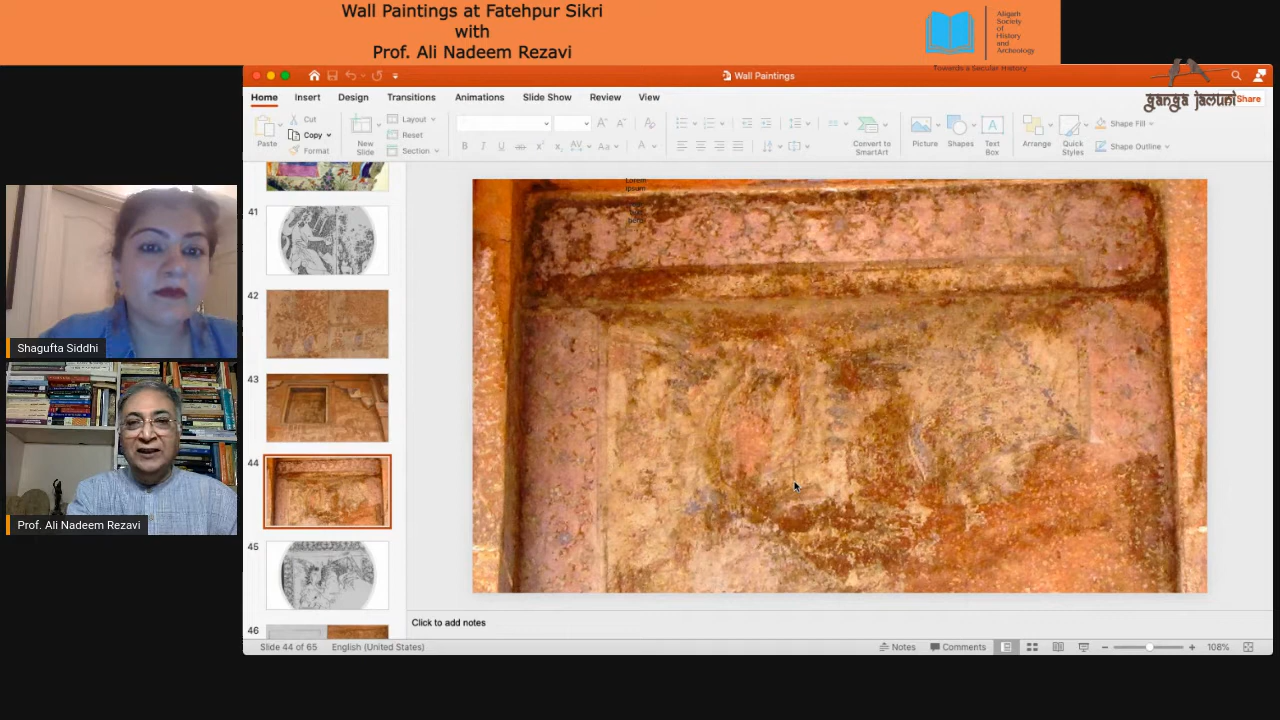 Wall Paintings at Fatehpur Sikri
with
Prof. Ali Nadeem Rezavi
Aligarh
Society
of
History
and
Archeology
Towards a Secular History
Wall Paintings
ganga jamuni
Share
Home Insert Design Transitions Animations Slide Show Review View
Paste
Cut
Copy
Format
New
Slide
Layout
Reset
Section
Convert to
SmartArt
Picture
Shapes
Text
Box
Arrange
Quick
Styles
Shape Fill
Shape Outline
41
42
43
44
45
46
Lorem
ipsum
Shagufta Siddhi
Prof. Ali Nadeem Rezavi
Click to add notes
Slide 44 of 65 English (United States) Notes Comments 108%